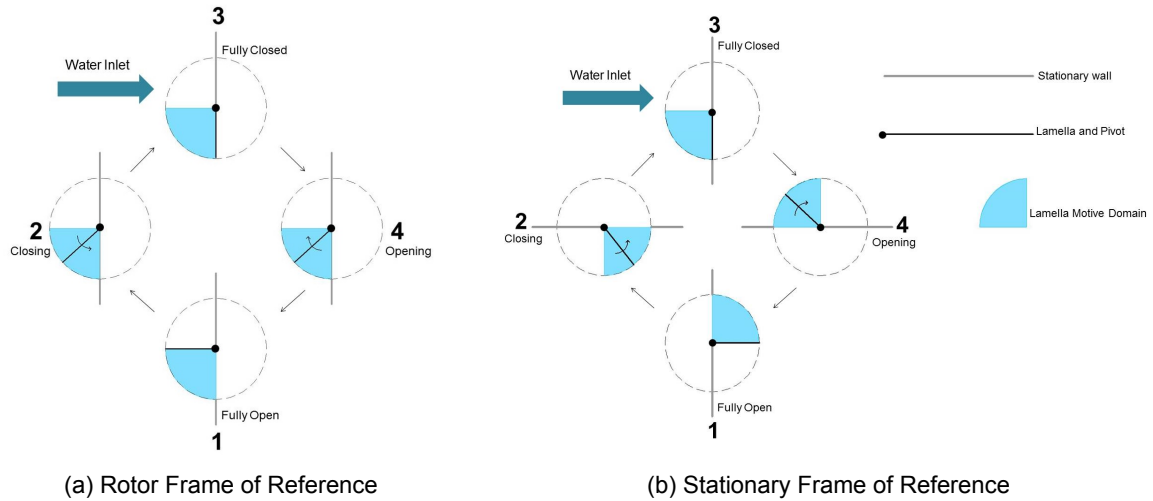 3
Fully Closed
Water Inlet
2
Closing
4
Opening
Fully Open
1
(a) Rotor Frame of Reference
3
Fully Closed
Water Inlet
2
Closing
4
Opening
Fully Open
1
(b) Stationary Frame of Reference
Stationary wall
Lamella and Pivot
Lamella Motive Domain